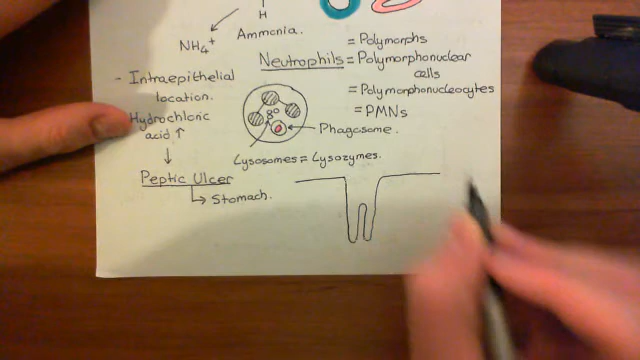 H
Ammonia.
NH4+
= Polymorphs
Neutrophils = Polymorphonuclear
cells
= Polymorphonucleocytes
= PMNs
- Intraepithelial
location.
Hydrochloric
acid ↑
Phagosome.
Lysosomes = Lysozymes.
Peptic Ulcer
Stomach.